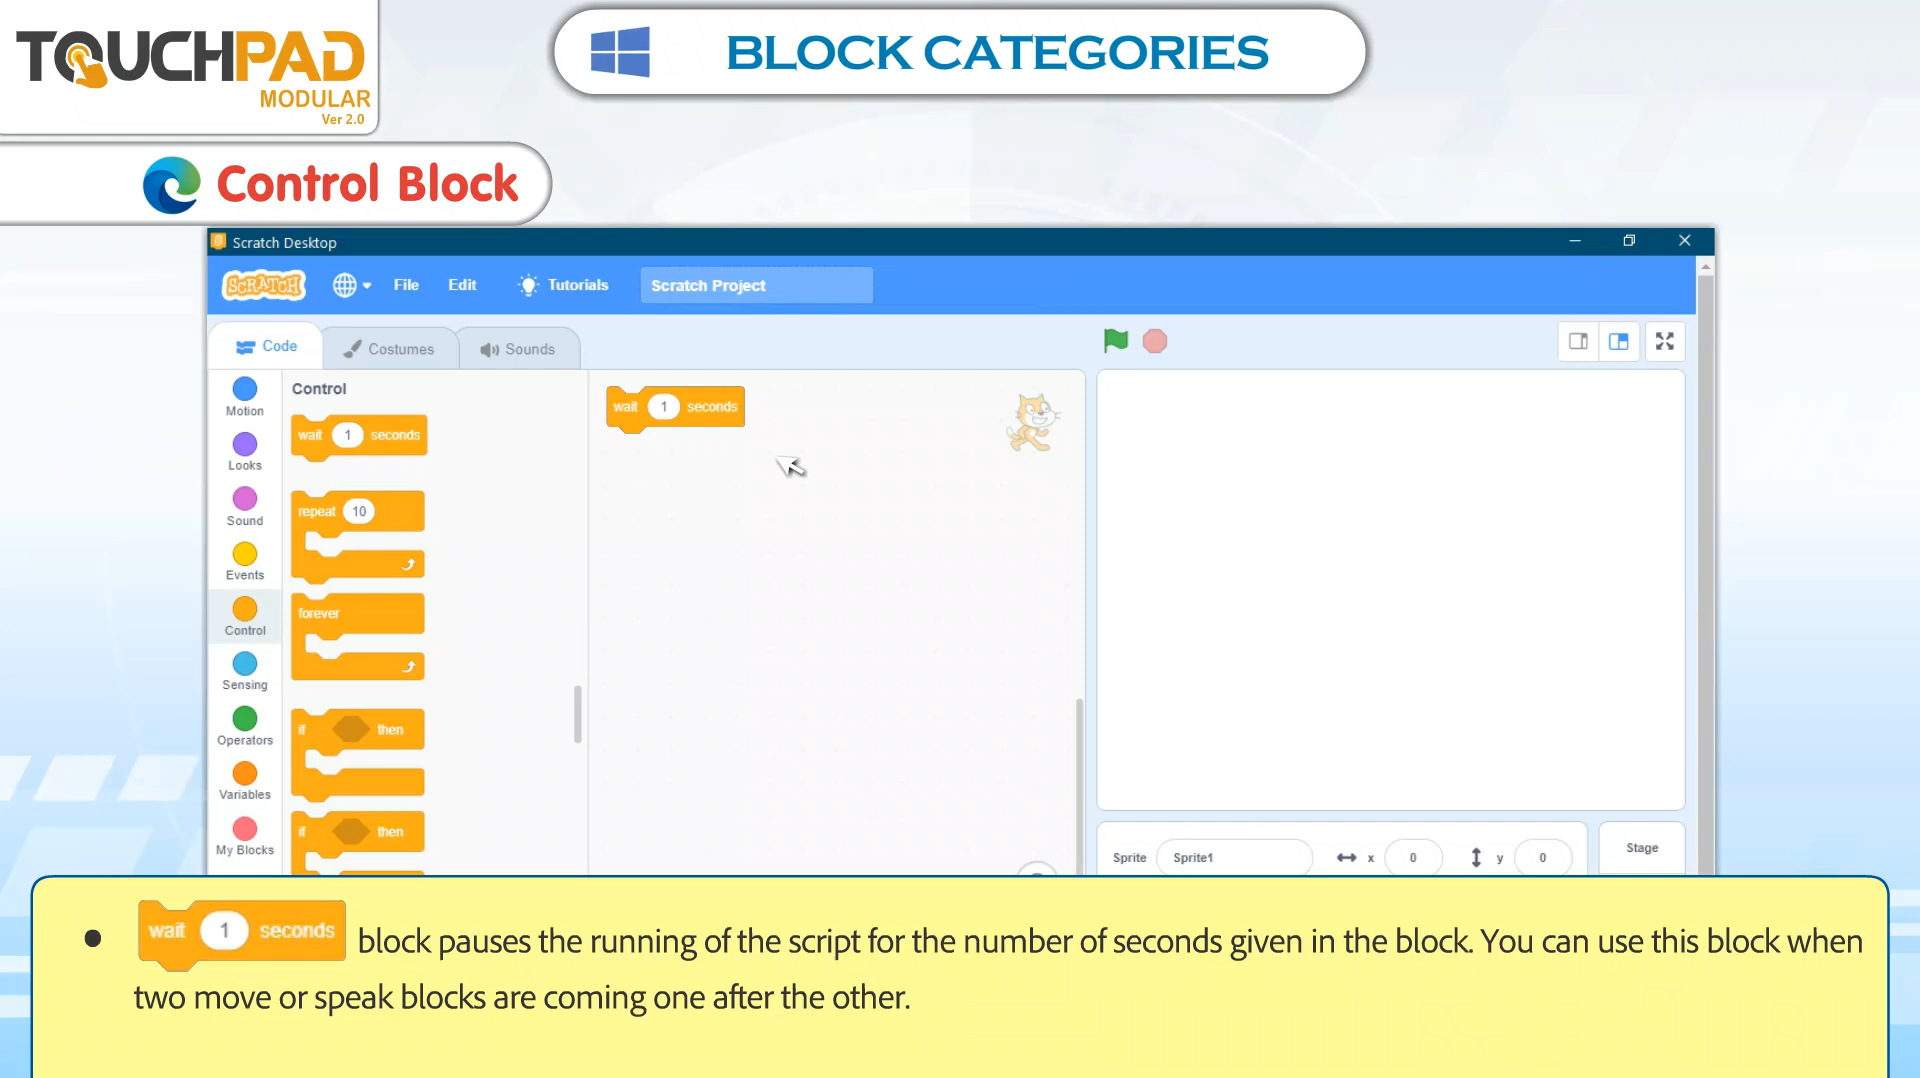 TOUCHPAD
MODULAR
Ver 2.0
BLOCK CATEGORIES
Control Block
Scratch Desktop
SCRATCH File Edit Tutorials Scratch Project
Code Costumes Sounds
Motion
Looks
Sound
Events
Control
Sensing
Operators
Variables
My Blocks
Control
wait 1 seconds
repeat 10
forever
if then
if then
wait 1 seconds
Sprite Sprite1 x 0 y 0
Stage
• wait 1 seconds block pauses the running of the script for the number of seconds given in the block. You can use this block when
two move or speak blocks are coming one after the other.